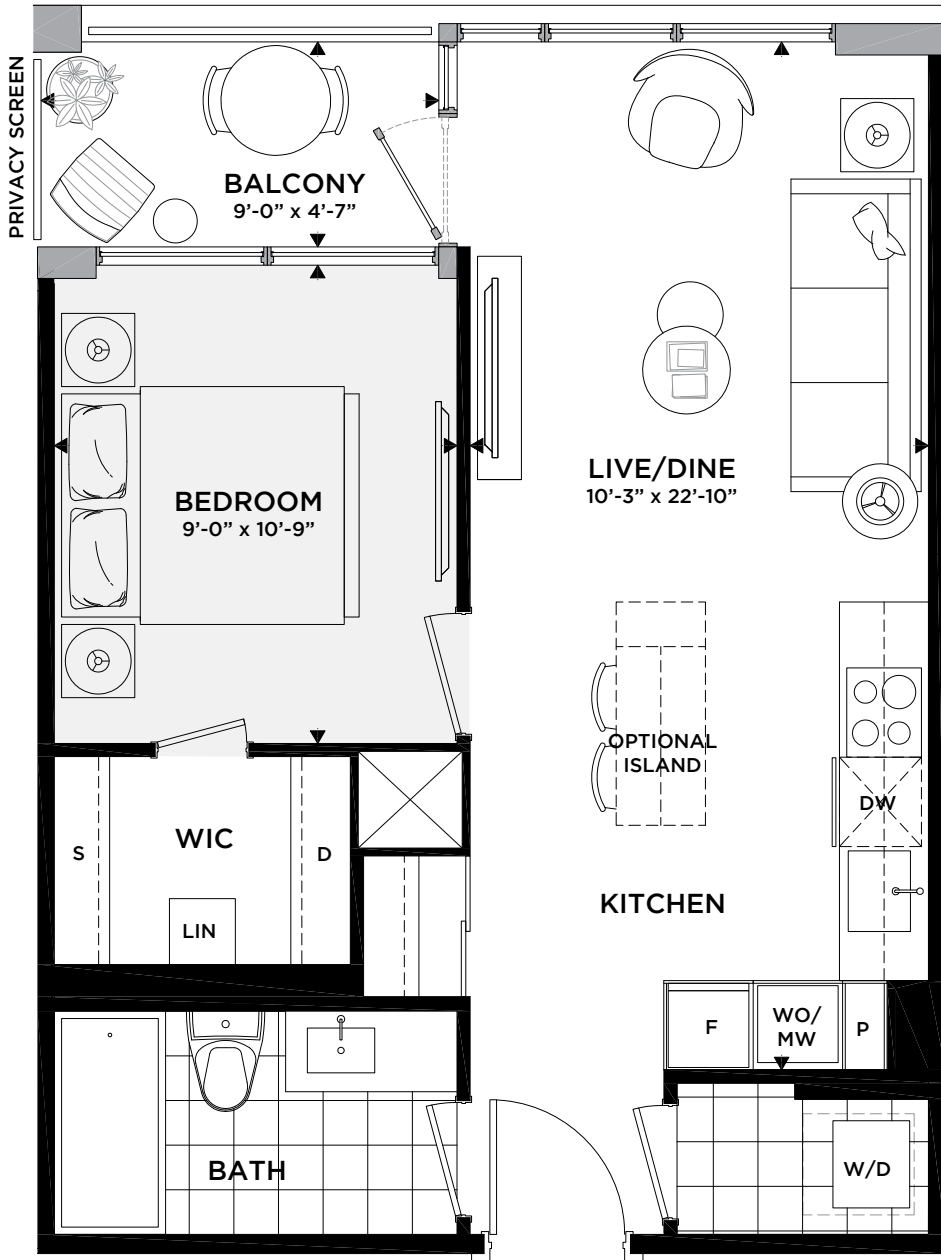 PRIVACY SCREEN
BALCONY
9’-0” x 4’-7”
BEDROOM
9’-0” x 10’-9”
LIVE/DINE
10’-3” x 22’-10”
OPTIONAL
ISLAND
DW
S
WIC
D
LIN
KITCHEN
F
WO/
MW
P
BATH
W/D